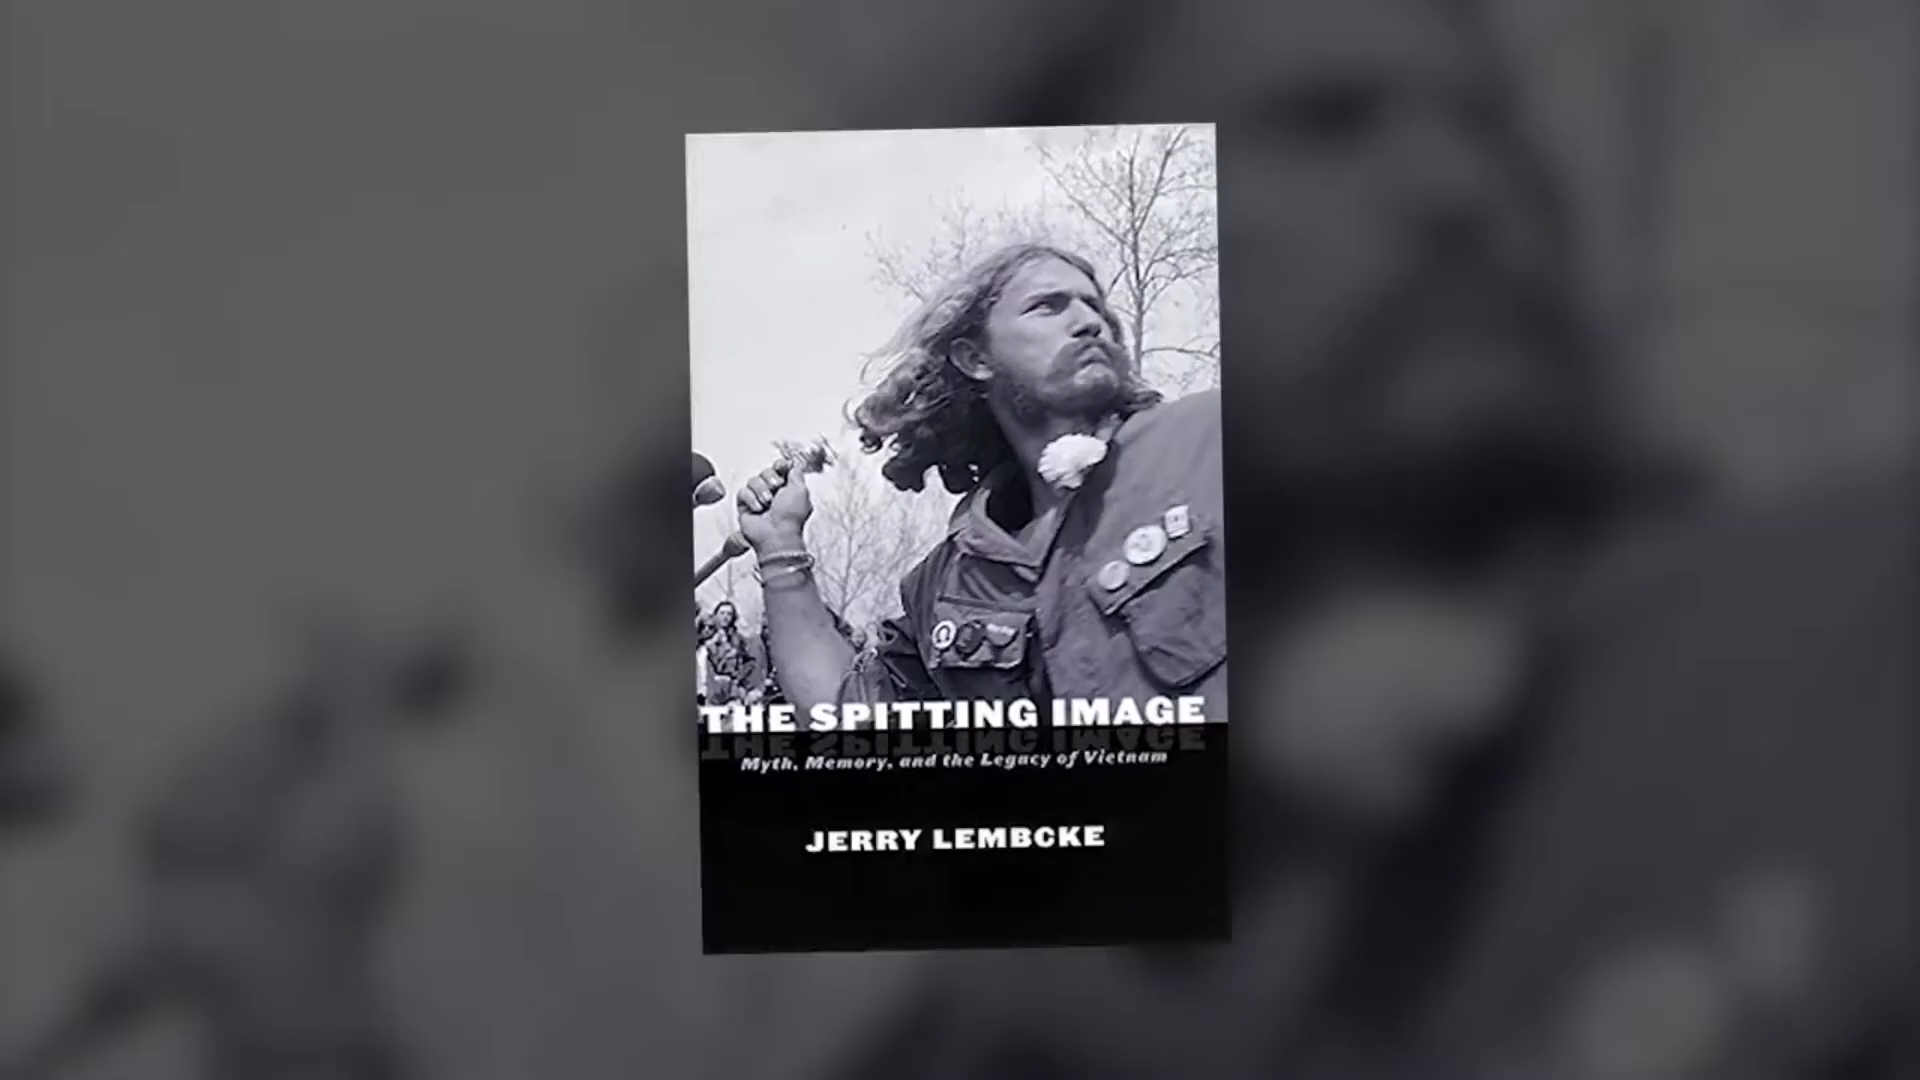 THE SPITTING IMAGE
Myth, Memory, and the Legacy of Vietnam
JERRY LEMBCKE